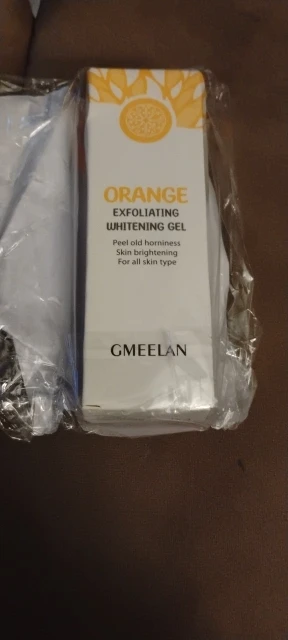 ORANGE
EXFOLIATING
WHITENING GEL
Peel old horniness
Skin brightening
For all skin type
GMEELAN